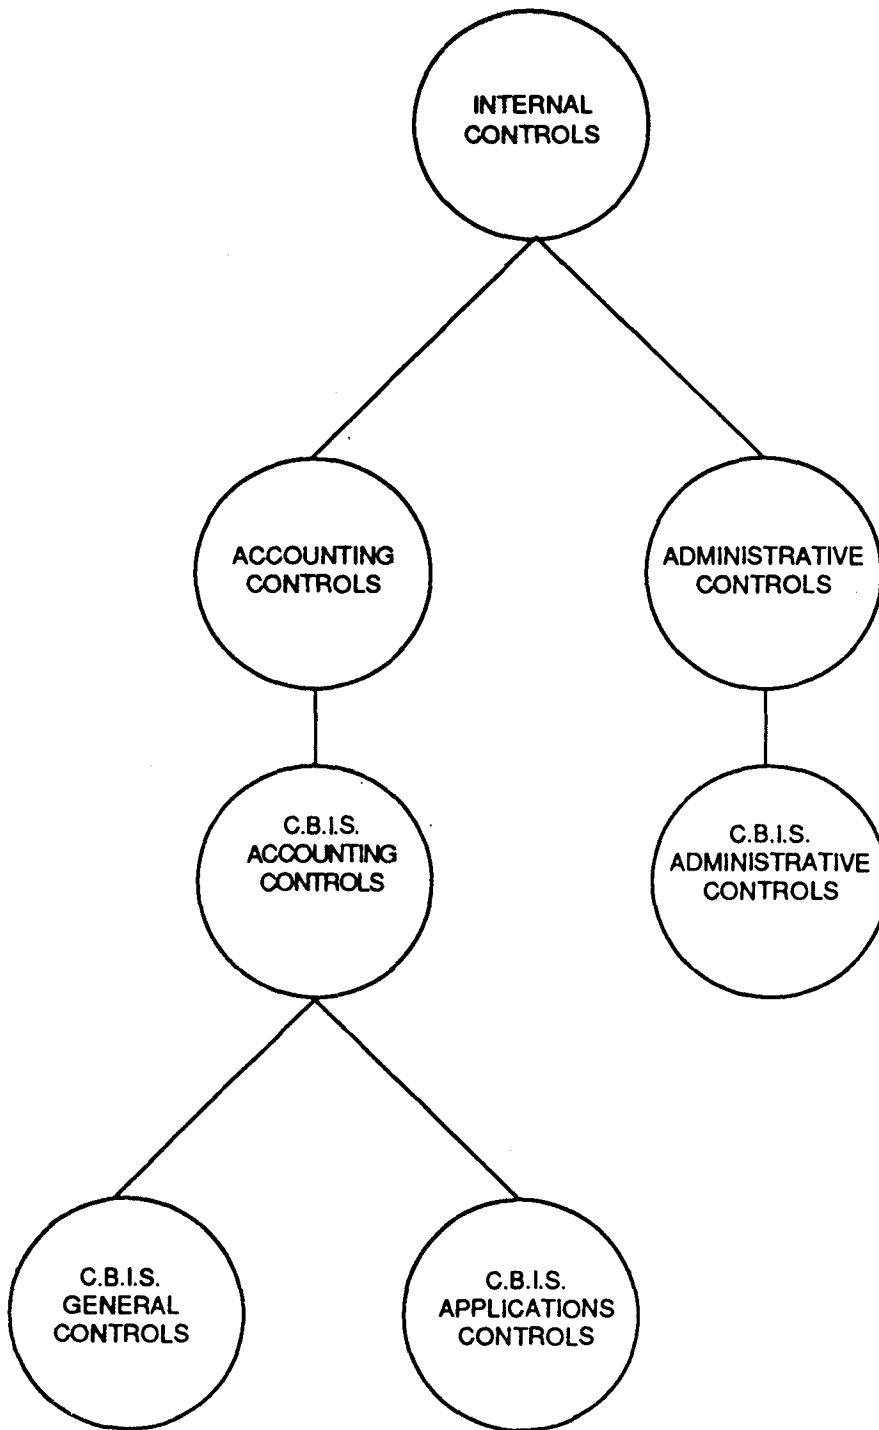 INTERNAL
CONTROLS
ACCOUNTING
CONTROLS
ADMINISTRATIVE
CONTROLS
C.B.I.S.
ACCOUNTING
CONTROLS
C.B.I.S.
ADMINISTRATIVE
CONTROLS
C.B.I.S.
GENERAL
CONTROLS
C.B.I.S.
APPLICATIONS
CONTROLS